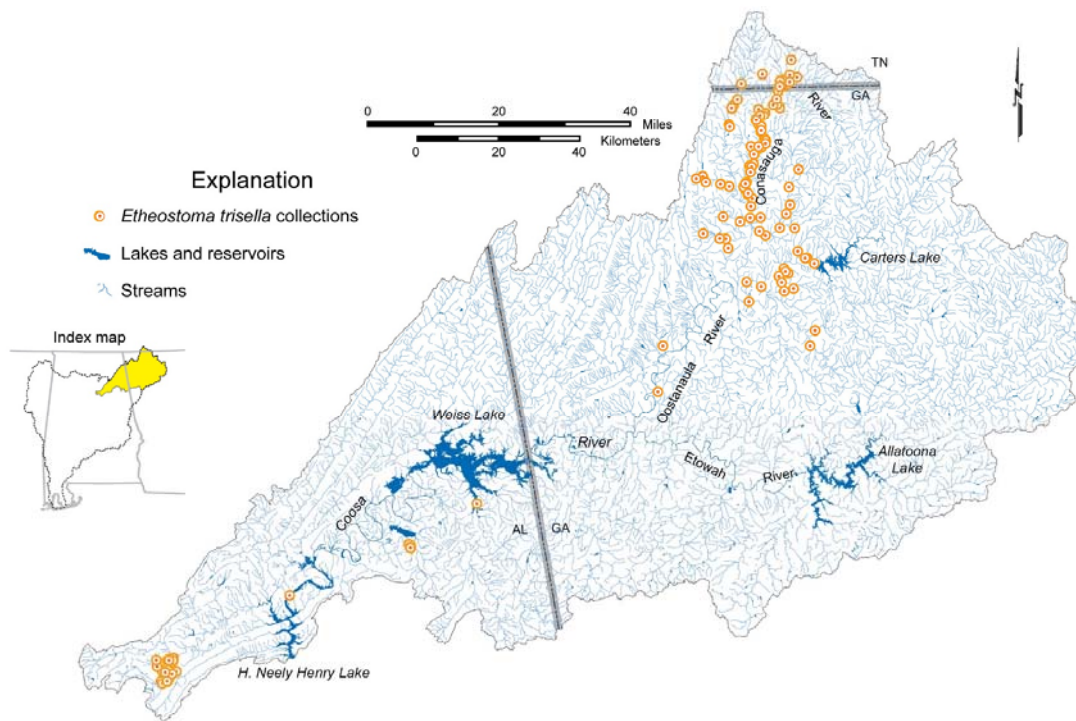 TN
GA
River
0 20 40
Miles
Kilometers
0 20 40
N
Conasauga
Explanation
Etheostoma trisella collections
Lakes and reservoirs
Streams
Carters Lake
Index map
River
Oostanaula
Weiss Lake
River
Etowah
River
Allatoona
Lake
Coosa
AL
GA
H. Neely Henry Lake